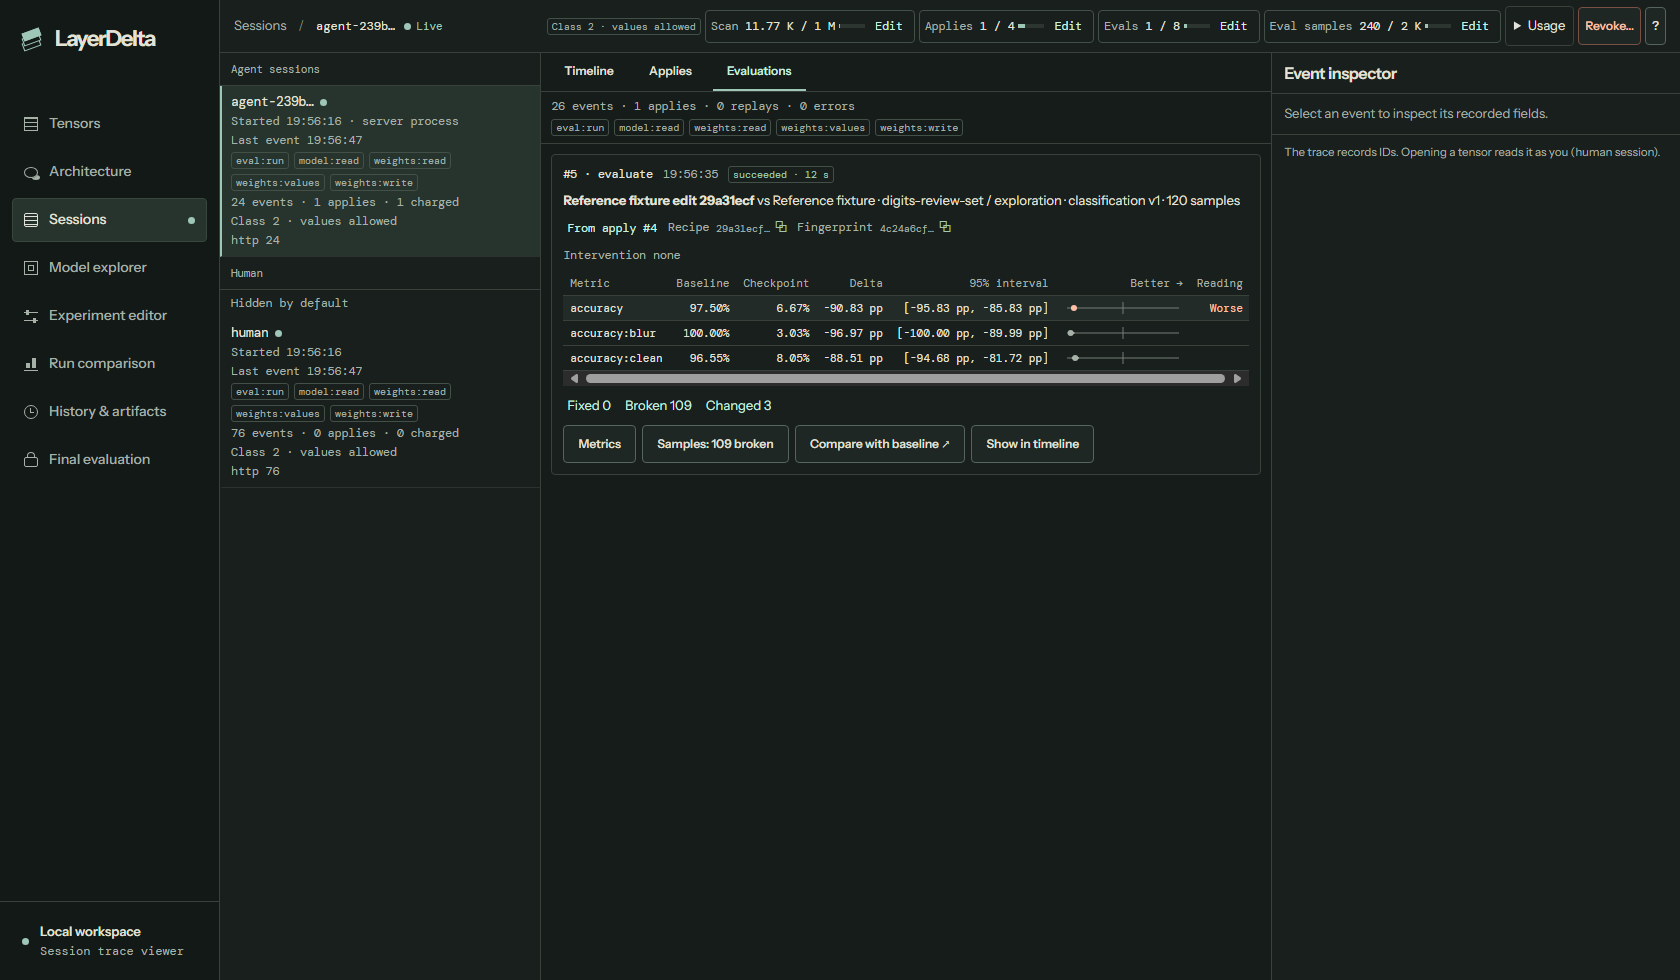 LayerDelta
Tensors
Architecture
Sessions
Model explorer
Experiment editor
Run comparison
History & artifacts
Final evaluation
Local workspace
Session trace viewer
Sessions / agent-239b… Live
Class 2 · values allowed
Scan 11.77 K / 1 M Edit
Applies 1 / 4 Edit
Evals 1 / 8 Edit
Eval samples 240 / 2 K Edit
Usage
Revoke…
?
Agent sessions
agent-239b…
Started 19:56:16 · server process
Last event 19:56:47
eval:run model:read weights:read
weights:values weights:write
24 events · 1 applies · 1 charged
Class 2 · values allowed
http 24
Human
Hidden by default
human
Started 19:56:16
Last event 19:56:47
eval:run model:read weights:read
weights:values weights:write
76 events · 0 applies · 0 charged
Class 2 · values allowed
http 76
Timeline Applies Evaluations
26 events · 1 applies · 0 replays · 0 errors
eval:run model:read weights:read weights:values weights:write
#5 · evaluate 19:56:35 succeeded · 12 s
Reference fixture edit 29a31ecf vs Reference fixture · digits-review-set / exploration · classification v1 · 120 samples
From apply #4 Recipe 29a31ecf… Fingerprint 4c24a6cf…
Intervention none
Metric Baseline Checkpoint Delta 95% interval Better → Reading
accuracy 97.50% 6.67% -90.83 pp [-95.83 pp, -85.83 pp] Worse
accuracy:blur 100.00% 3.03% -96.97 pp [-100.00 pp, -89.99 pp]
accuracy:clean 96.55% 8.05% -88.51 pp [-94.68 pp, -81.72 pp]
Fixed 0 Broken 109 Changed 3
Metrics
Samples: 109 broken
Compare with baseline ↗
Show in timeline
Event inspector
Select an event to inspect its recorded fields.
The trace records IDs. Opening a tensor reads it as you (human session).